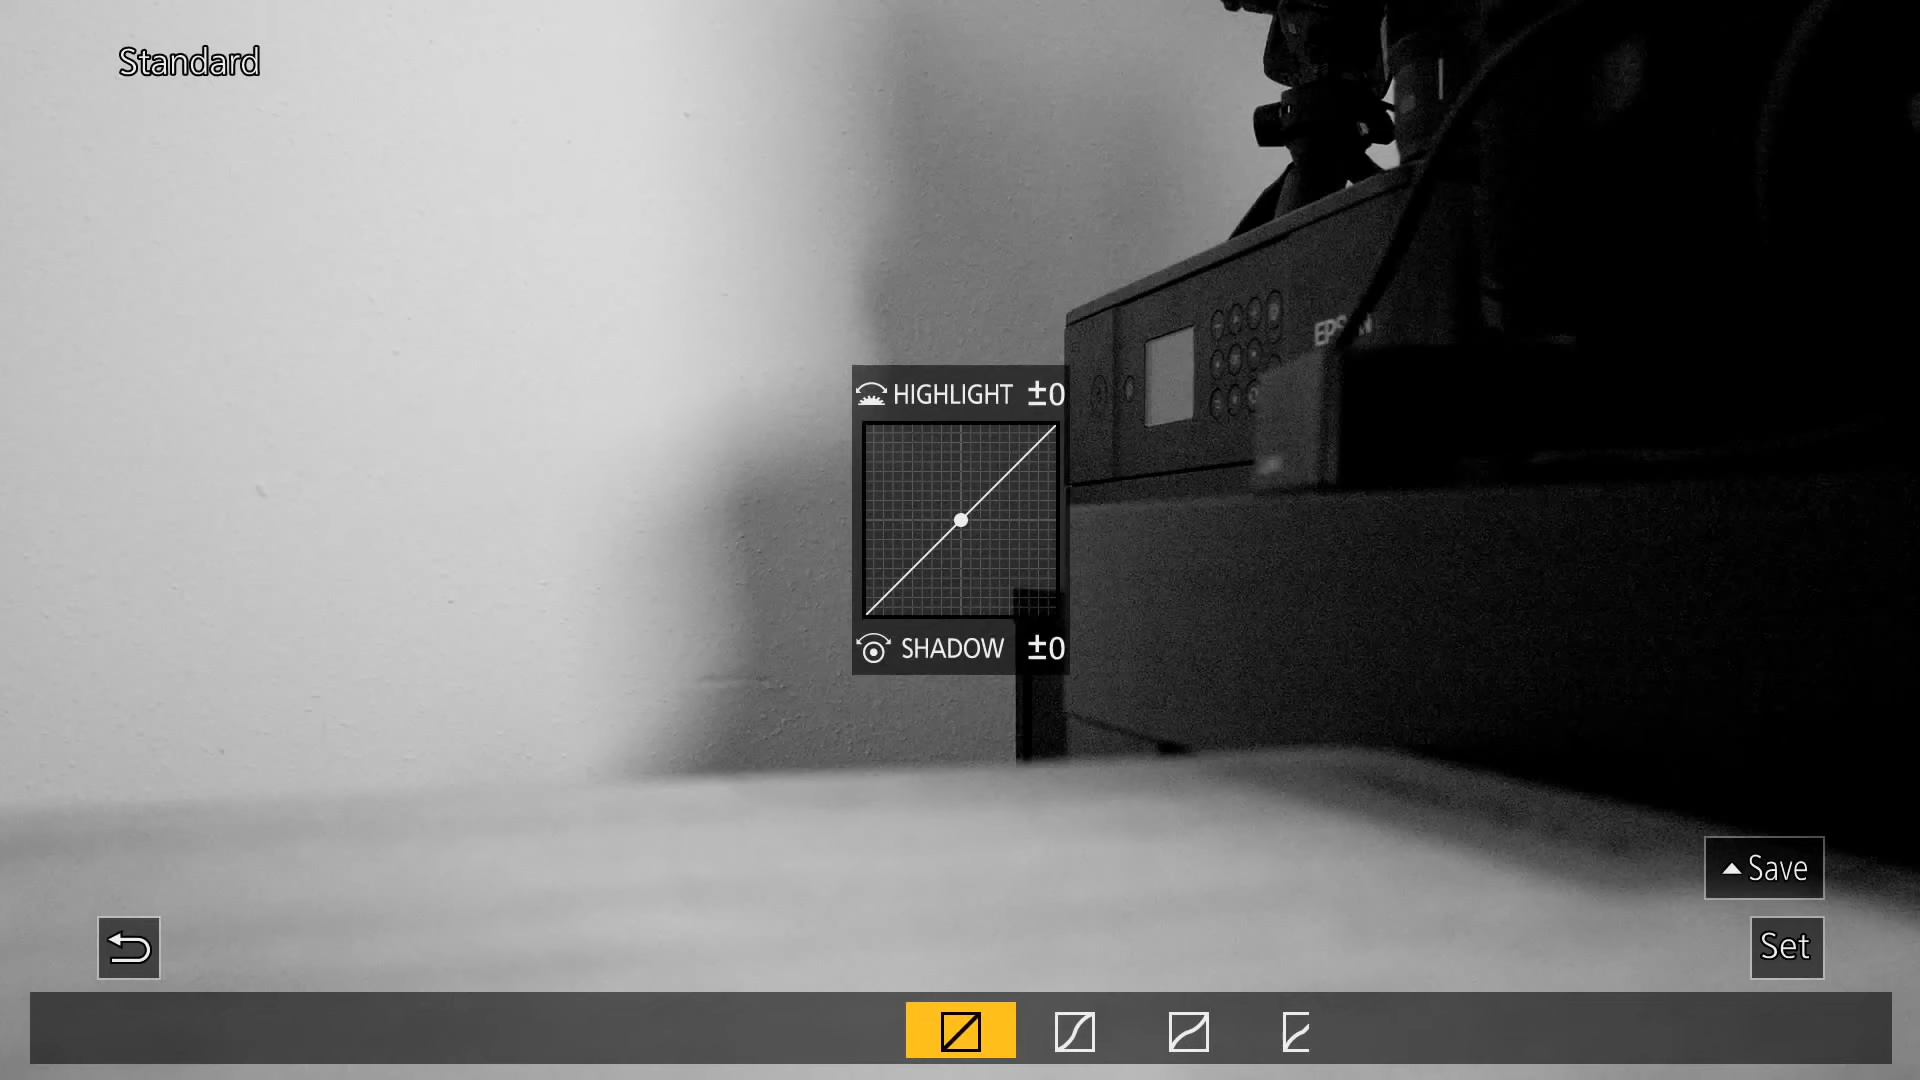 Standard
HIGHLIGHT ±0
SHADOW ±0
Save
Set